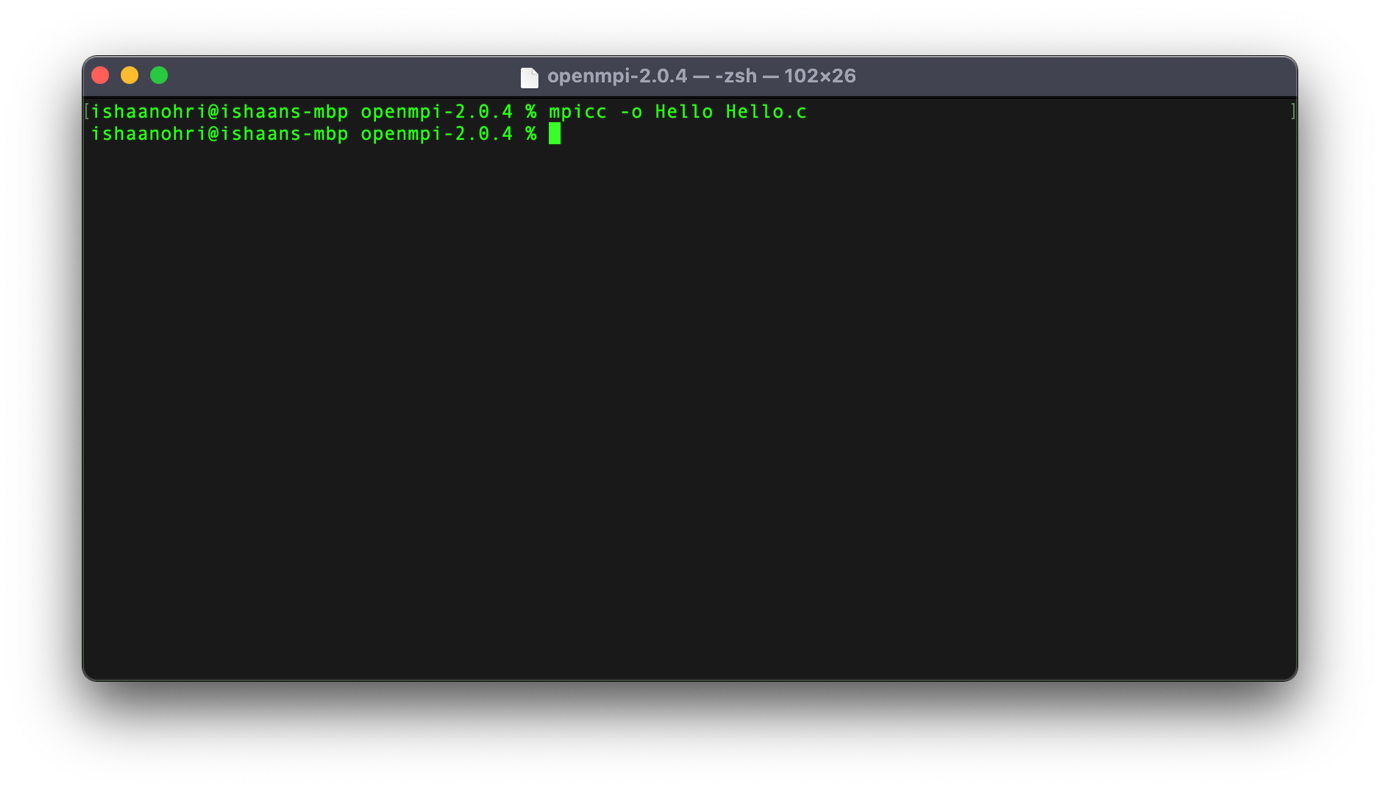 openmpi-2.0.4 — -zsh — 102×26
[ishaanohri@ishaans-mbp openmpi-2.0.4 % mpicc -o Hello Hello.c ]
ishaanohri@ishaans-mbp openmpi-2.0.4 %